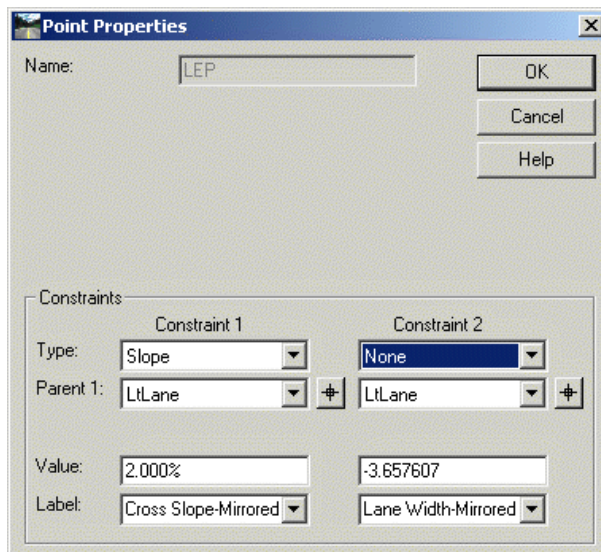 Point Properties
Name: LEP
OK
Cancel
Help
Constraints
Constraint 1 Constraint 2
Type: Slope None
Parent 1: LtLane LtLane
Value: 2.000% -3.657607
Label: Cross Slope-Mirrored Lane Width-Mirrored